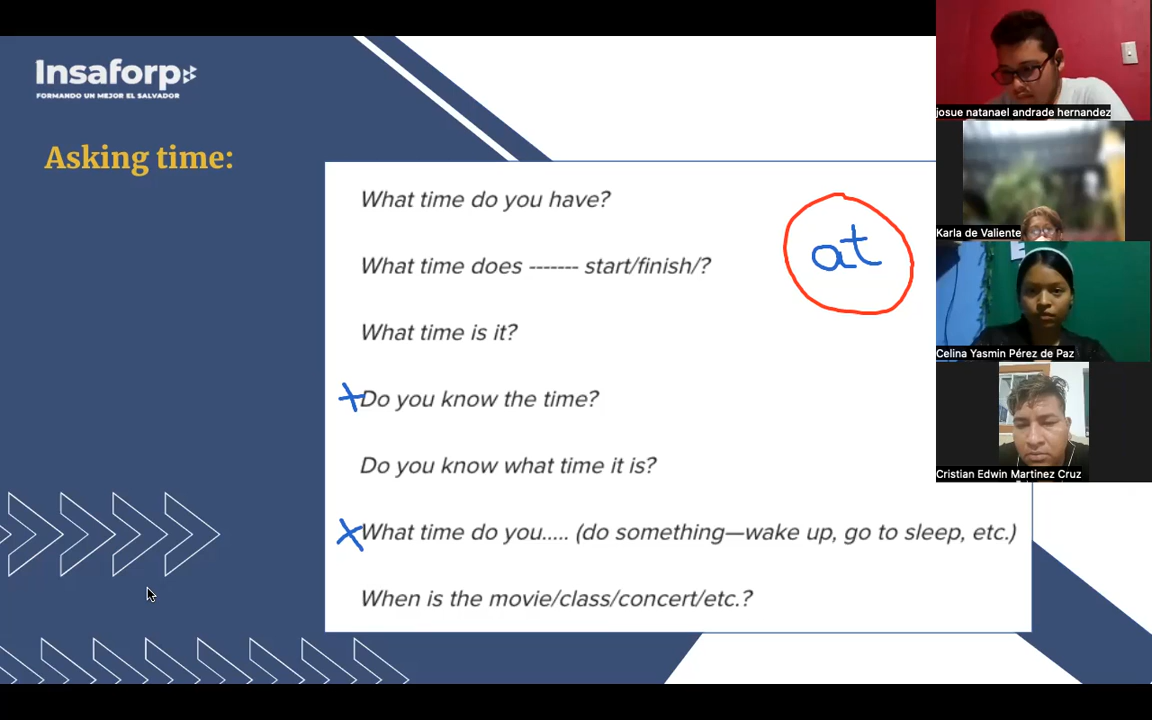 Insaforp
FORMANDO UN MEJOR EL SALVADOR
Asking time:
What time do you have?
What time does ------- start/finish/?
What time is it?
Do you know the time?
Do you know what time it is?
What time do you..... (do something—wake up, go to sleep, etc.)
When is the movie/class/concert/etc.?
at
josue natanael andrade hernandez
Karla de Valiente
Celina Yasmin Pérez de Paz
Cristian Edwin Martinez Cruz